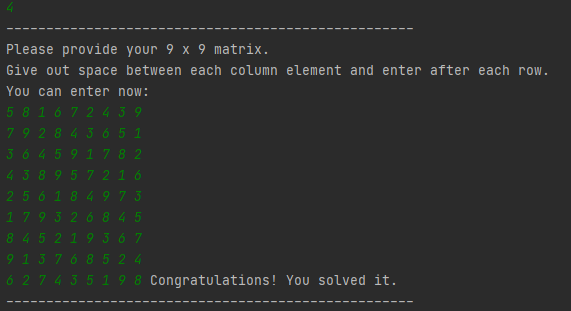 4
---------------------------------------------------
Please provide your 9 x 9 matrix.
Give out space between each column element and enter after each row.
You can enter now:
5 8 1 6 7 2 4 3 9
7 9 2 8 4 3 6 5 1
3 6 4 5 9 1 7 8 2
4 3 8 9 5 7 2 1 6
2 5 6 1 8 4 9 7 3
1 7 9 3 2 6 8 4 5
8 4 5 2 1 9 3 6 7
9 1 3 7 6 8 5 2 4
6 2 7 4 3 5 1 9 8 Congratulations! You solved it.
---------------------------------------------------